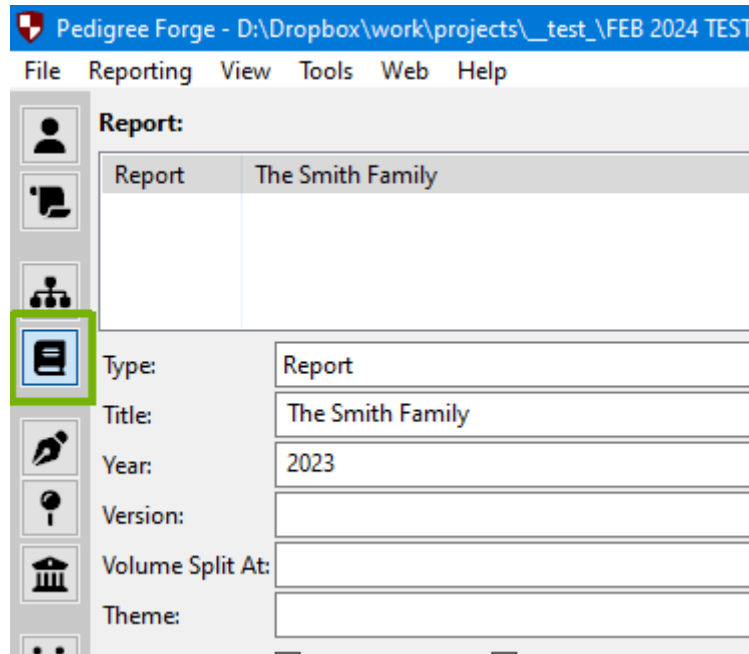 Pedigree Forge - D:\Dropbox\work\projects\__test_\FEB 2024 TEST
File Reporting View Tools Web Help
Report:
Report The Smith Family
Type: Report
Title: The Smith Family
Year: 2023
Version:
Volume Split At:
Theme: